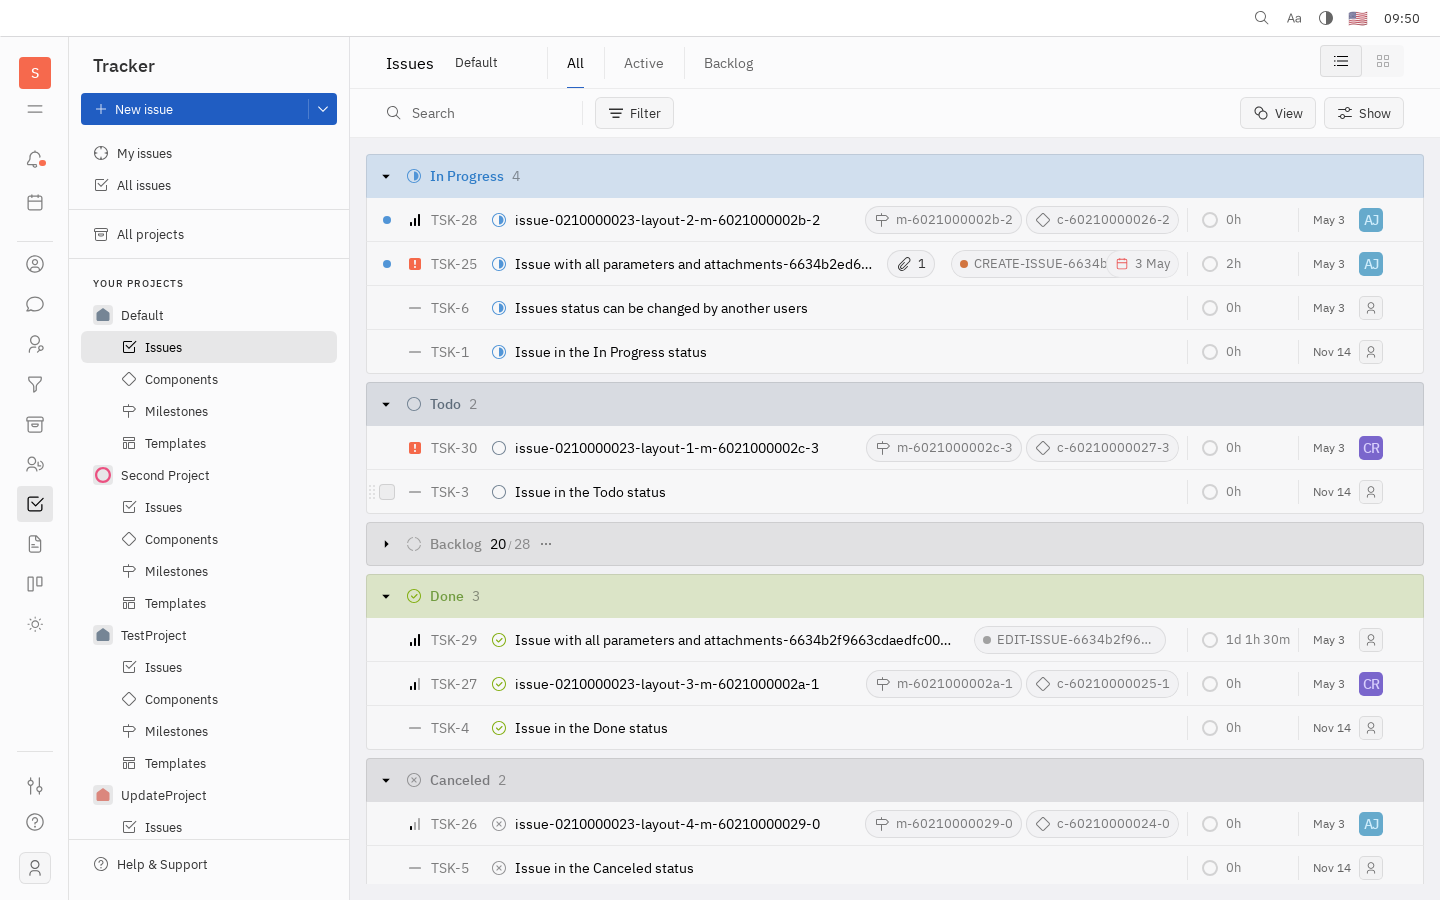 Aa 09:50
S
Tracker
New issue
My issues
All issues
All projects
YOUR PROJECTS
Default
Issues
Components
Milestones
Templates
Second Project
Issues
Components
Milestones
Templates
TestProject
Issues
Components
Milestones
Templates
UpdateProject
Issues
Help & Support
Issues Default All Active Backlog
Search Filter View Show
In Progress 4
TSK-28 issue-0210000023-layout-2-m-6021000002b-2 m-6021000002b-2 c-60210000026-2 0h May 3 AJ
TSK-25 Issue with all parameters and attachments-6634b2ed6... 1 CREATE-ISSUE-6634b 3 May 2h May 3 AJ
TSK-6 Issues status can be changed by another users 0h May 3
TSK-1 Issue in the In Progress status 0h Nov 14
Todo 2
TSK-30 issue-0210000023-layout-1-m-6021000002c-3 m-6021000002c-3 c-60210000027-3 0h May 3 CR
TSK-3 Issue in the Todo status 0h Nov 14
Backlog 20/28 ...
Done 3
TSK-29 Issue with all parameters and attachments-6634b2f9663cdaedfc00... EDIT-ISSUE-6634b2f96... 1d 1h 30m May 3
TSK-27 issue-0210000023-layout-3-m-6021000002a-1 m-6021000002a-1 c-60210000025-1 0h May 3 CR
TSK-4 Issue in the Done status 0h Nov 14
Canceled 2
TSK-26 issue-0210000023-layout-4-m-60210000029-0 m-60210000029-0 c-60210000024-0 0h May 3 AJ
TSK-5 Issue in the Canceled status 0h Nov 14